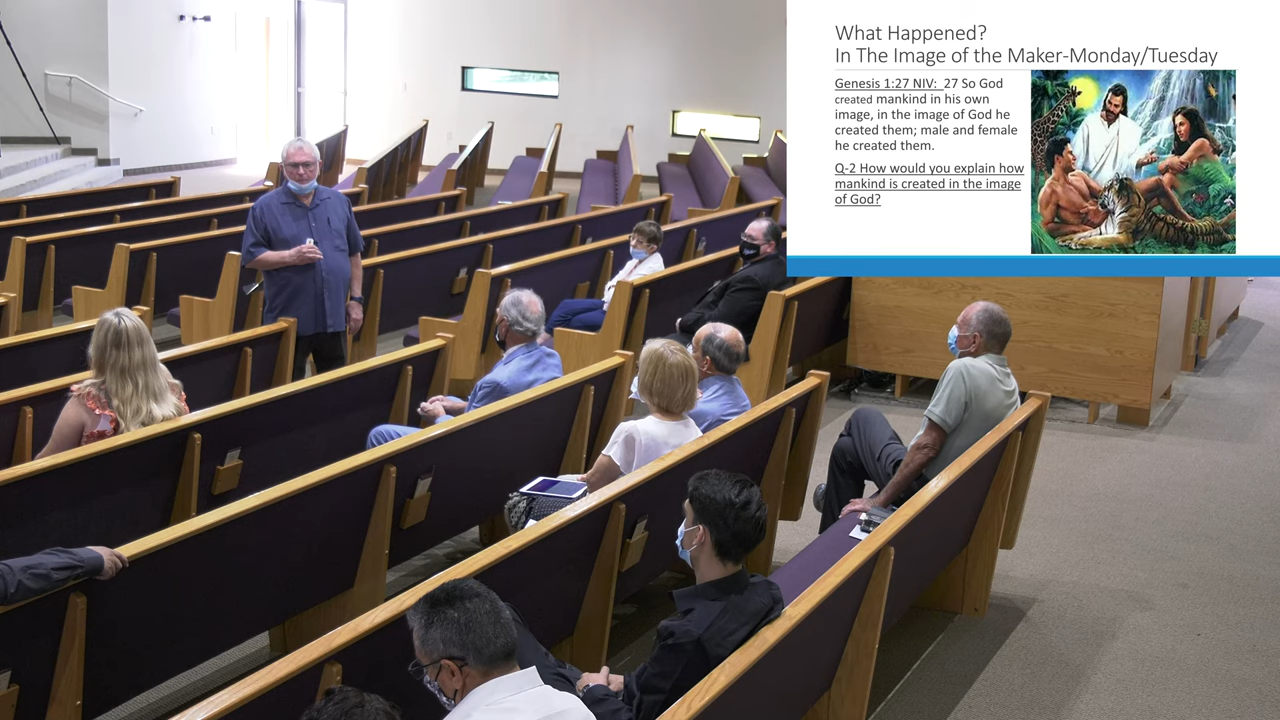 What Happened?
In The Image of the Maker-Monday/Tuesday
Genesis 1:27 NIV:  27 So God
created mankind in his own
image, in the image of God he
created them; male and female
he created them.
Q-2 How would you explain how
mankind is created in the image
of God?